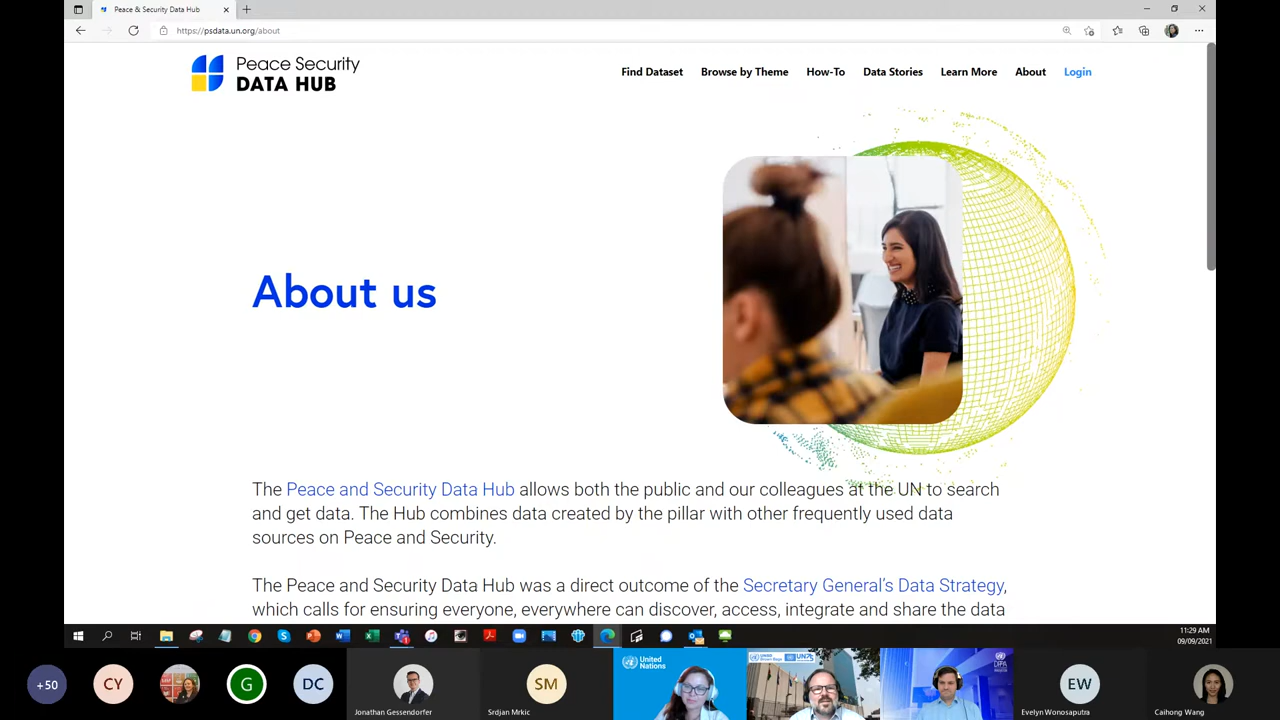 Peace & Security Data Hub
https://psdata.un.org/about
Peace Security
DATA HUB
Find Dataset
Browse by Theme
How-To
Data Stories
Learn More
About
Login
About us
The Peace and Security Data Hub allows both the public and our colleagues at the UN to search
and get data. The Hub combines data created by the pillar with other frequently used data
sources on Peace and Security.
The Peace and Security Data Hub was a direct outcome of the Secretary General's Data Strategy,
which calls for ensuring everyone, everywhere can discover, access, integrate and share the data
11:29 AM
09/09/2021
+50
CY
G
DC
Jonathan Gessendorfer
SM
Srdjan Mrkic
United
Nations
EW
Evelyn Wonosaputra
Caihong Wang